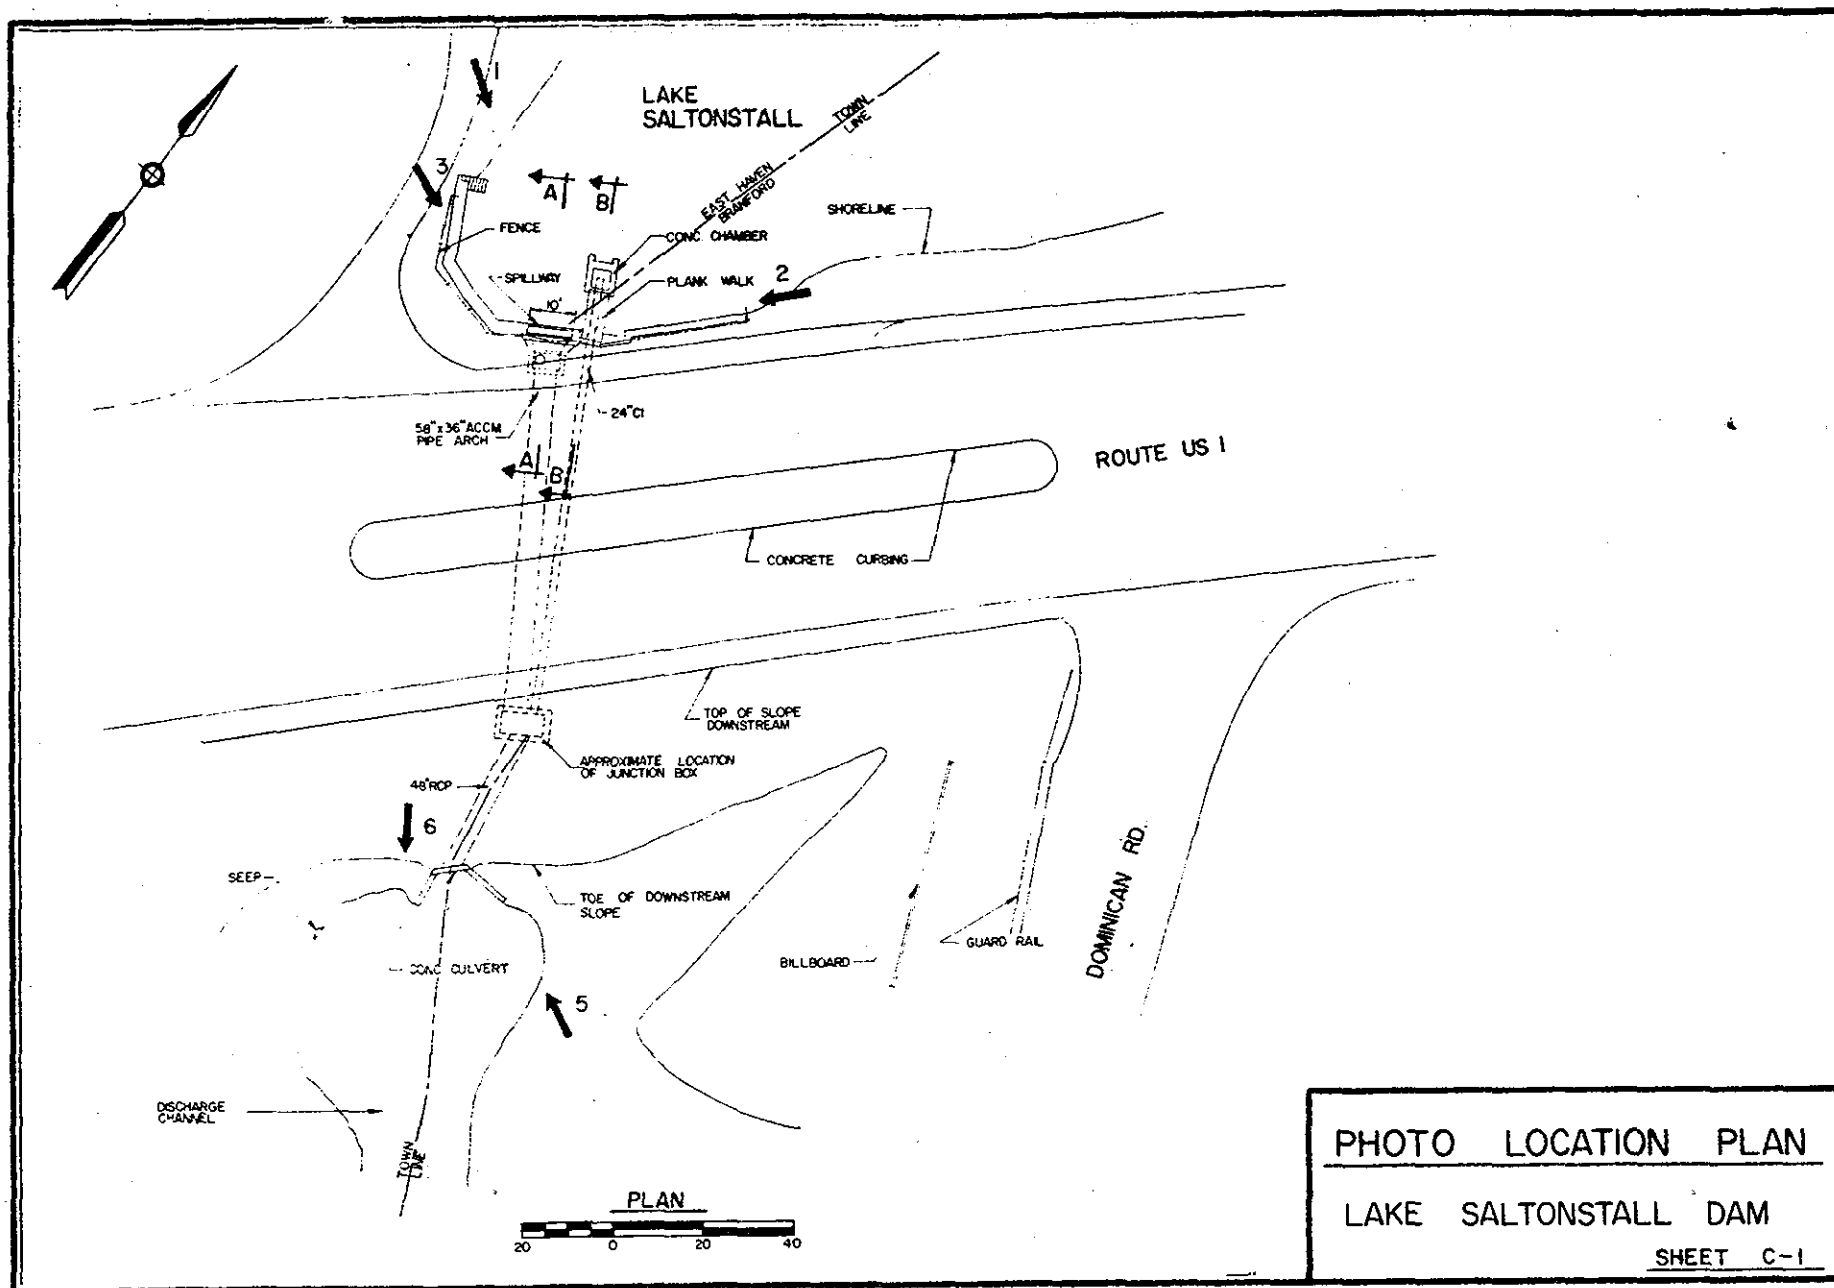 1
LAKE
SALTONSTALL
TOWN
LINE
3
A
B
EAST HAVEN
BRANFORD
SHORELINE
FENCE
CONC. CHAMBER
SPILLWAY
PLANK WALK
2
10'
58"x36" ACCM
PIPE ARCH
24"CI
A
B
ROUTE US 1
CONCRETE CURBING
TOP OF SLOPE
DOWNSTREAM
APPROXIMATE LOCATION
OF JUNCTION BOX
48"RCP
6
SEEP
TOE OF DOWNSTREAM
SLOPE
DOMINICAN RD.
GUARD RAIL
BILLBOARD
CONC CULVERT
5
DISCHARGE
CHANNEL
TOWN
LINE
PLAN
20 0 20 40
PHOTO LOCATION PLAN
LAKE SALTONSTALL DAM
SHEET C-1